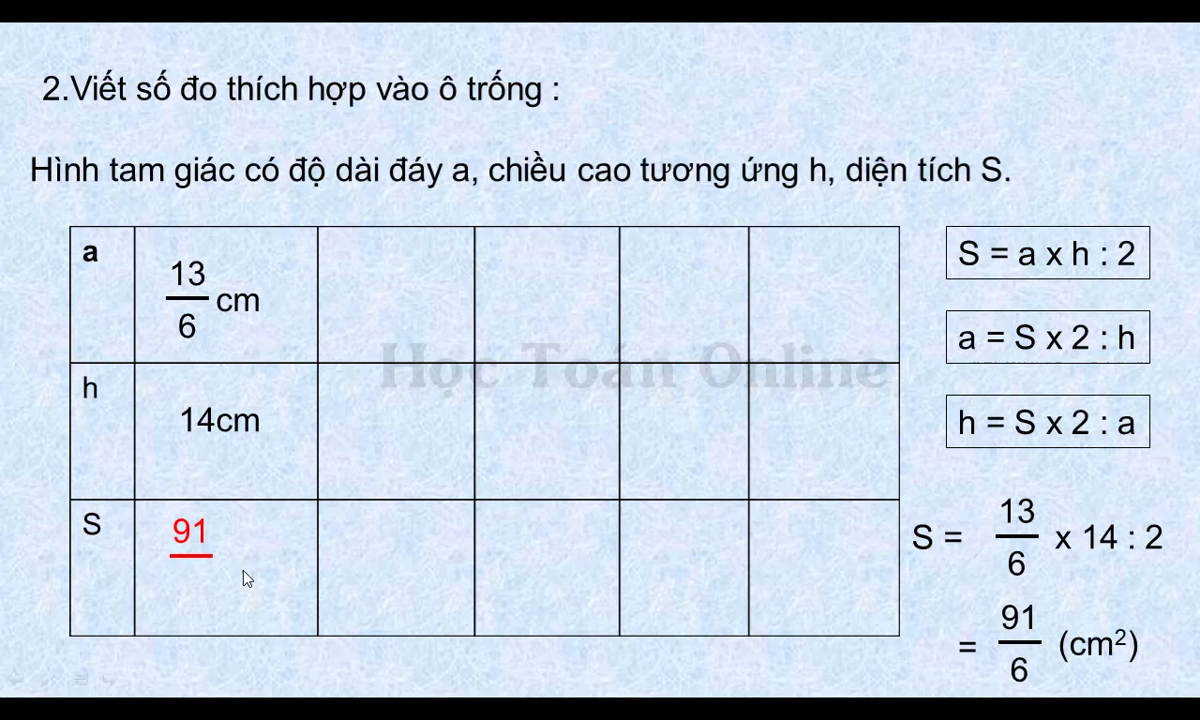 2.Viết số đo thích hợp vào ô trống :
Hình tam giác có độ dài đáy a, chiều cao tương ứng h, diện tích S.
a
13
6
cm
h
14cm
S
91
Học Toán Online
S = a x h : 2
a = S x 2 : h
h = S x 2 : a
S =
13
6
x 14 : 2
=
91
6
(cm²)